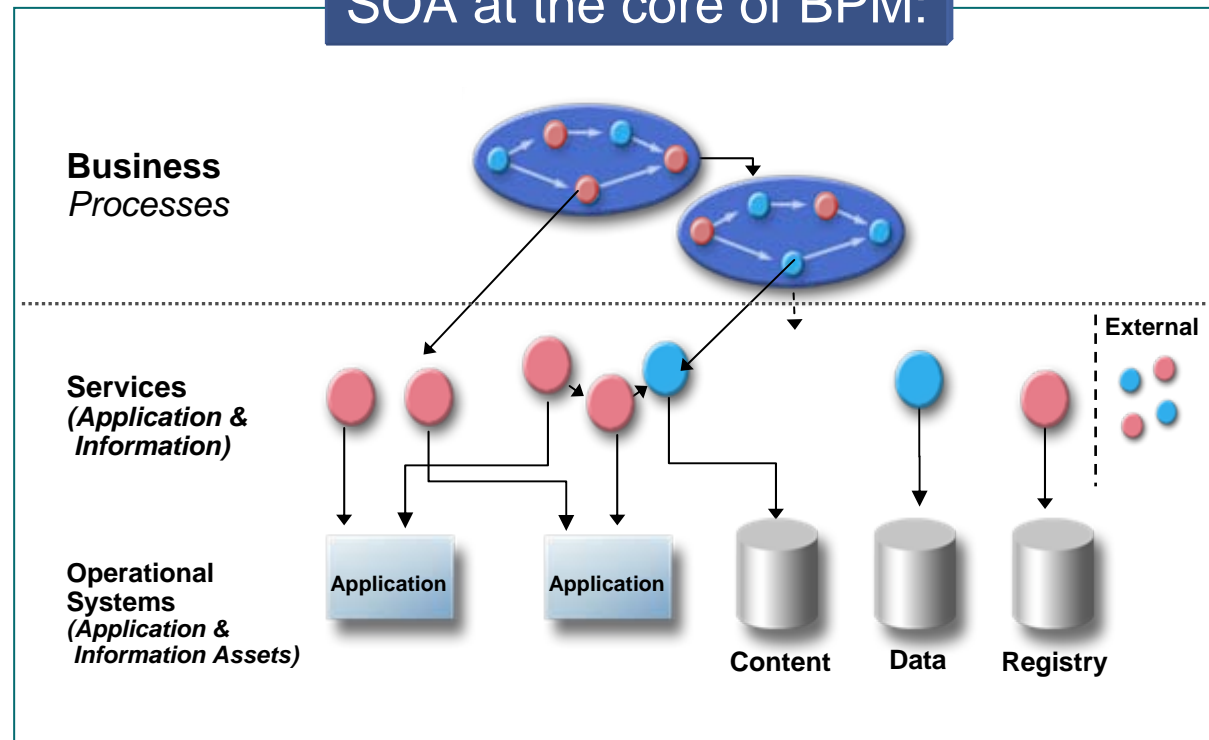 SOA at the core of BPM:
Business
Processes
External
Services
(Application &
Information)
Operational
Systems
(Application &
Information Assets)
Application
Application
Content
Data
Registry